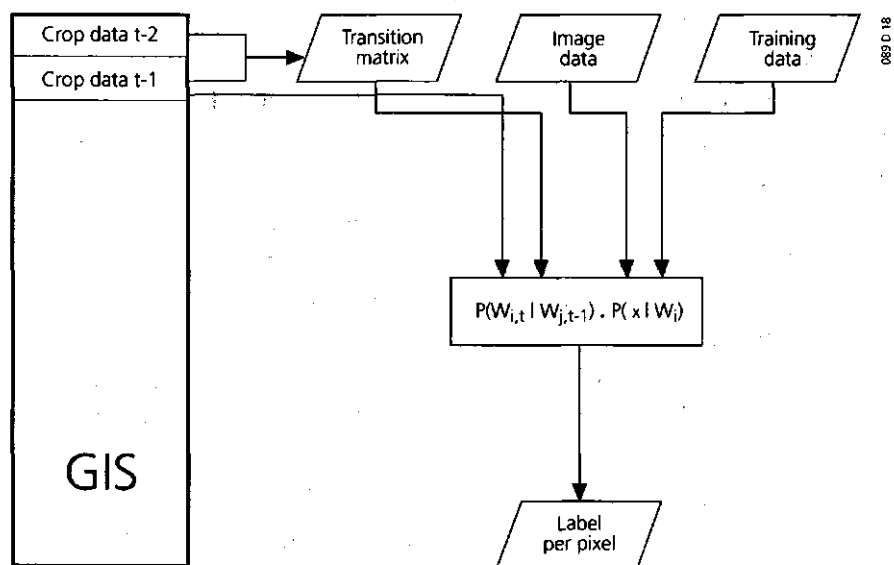 Crop data t-2
Crop data t-1
Transition
matrix
Image
data
Training
data
089 D 18
P(W_{i,t} | W_{j,t-1}) . P( x | W_i)
GIS
Label
per pixel